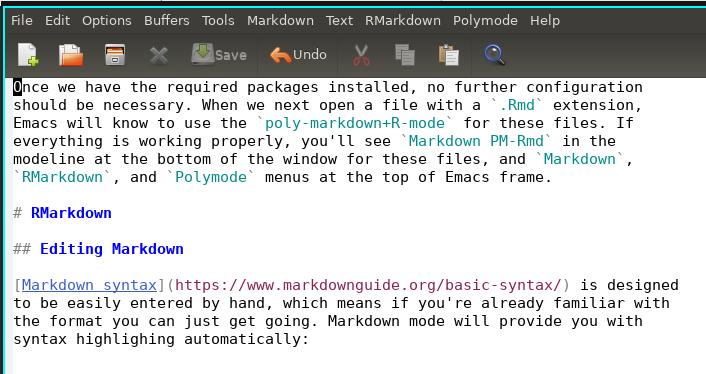 File Edit Options Buffers Tools Markdown Text RMarkdown Polymode Help
Save Undo
Once we have the required packages installed, no further configuration
should be necessary. When we next open a file with a `.Rmd` extension,
Emacs will know to use the `poly-markdown+R-mode` for these files. If
everything is working properly, you'll see `Markdown PM-Rmd` in the
modeline at the bottom of the window for these files, and `Markdown`,
`RMarkdown`, and `Polymode` menus at the top of Emacs frame.
# RMarkdown
## Editing Markdown
[Markdown syntax](https://www.markdownguide.org/basic-syntax/) is designed
to be easily entered by hand, which means if you're already familiar with
the format you can just get going. Markdown mode will provide you with
syntax highlighing automatically: